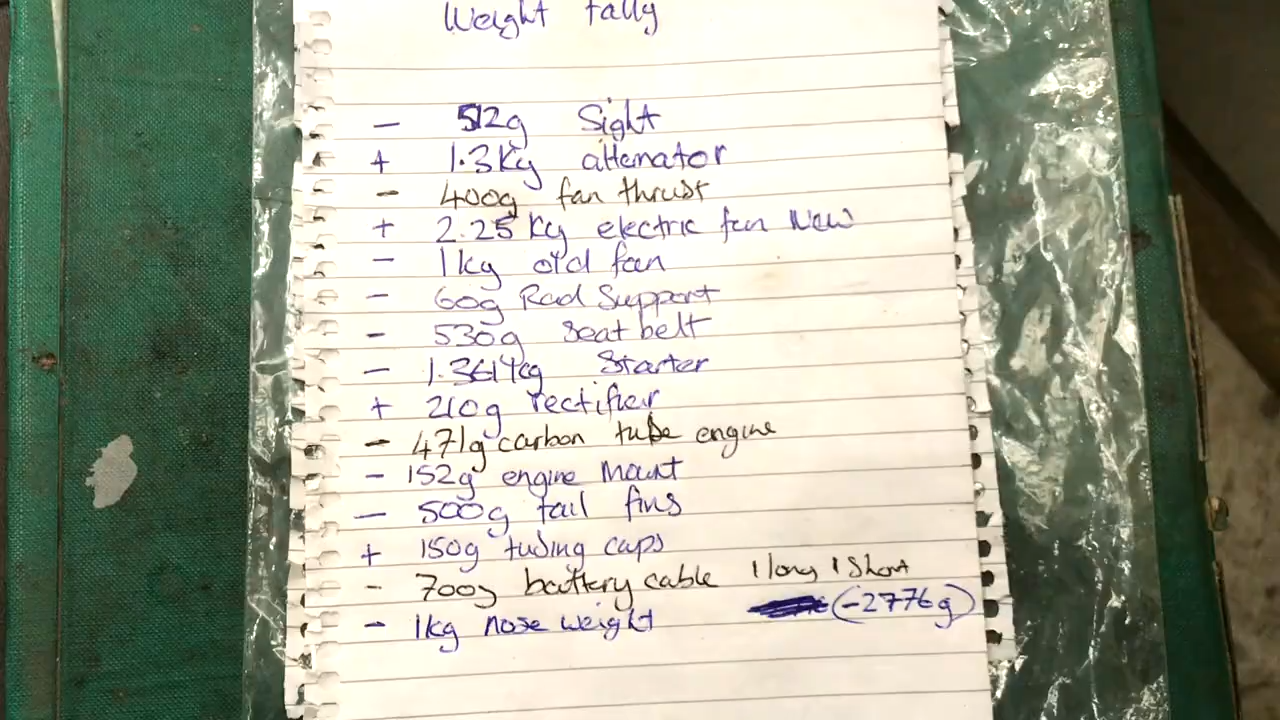 Weight tally
- 512g Sight
+ 1.3Kg alternator
- 400g fan thrust
+ 2.25Kg electric fan New
- 1kg old fan
- 60g Rad Support
- 530g Seat belt
- 1.361kg Starter
+ 210g rectifier
- 471g carbon tube engine
- 152g engine Mount
- 500g tail fins
+ 150g tubing caps
- 700g battery cable 1 long 1 Short
- 1kg nose weight (-2776g)